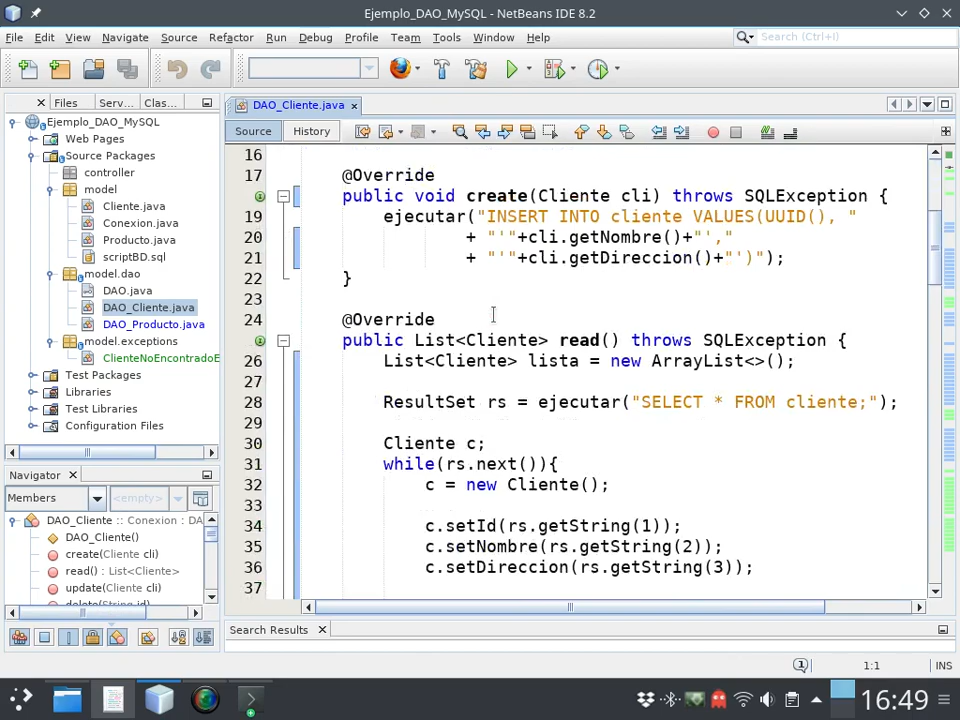 Ejemplo_DAO_MySQL - NetBeans IDE 8.2
File Edit View Navigate Source Refactor Run Debug Profile Team Tools Window Help
Search (Ctrl+I)
Files Serv... Clas...
DAO_Cliente.java
Source History
Ejemplo_DAO_MySQL
Web Pages
Source Packages
controller
model
Cliente.java
Conexion.java
Producto.java
scriptBD.sql
model.dao
DAO.java
DAO_Cliente.java
DAO_Producto.java
model.exceptions
ClienteNoEncontradoE
Test Packages
Libraries
Test Libraries
Configuration Files
Navigator
Members
<empty>
DAO_Cliente :: Conexion : DA
DAO_Cliente()
create(Cliente cli)
read() : List<Cliente>
update(Cliente cli)
delete(String id)
16
17 @Override
public void create(Cliente cli) throws SQLException {
19 ejecutar("INSERT INTO cliente VALUES(UUID(), "
20 + "'"+cli.getNombre()+"',"
21 + "'"+cli.getDireccion()+"')");
22 }
23
24 @Override
public List<Cliente> read() throws SQLException {
26 List<Cliente> lista = new ArrayList<>();
27
28 ResultSet rs = ejecutar("SELECT * FROM cliente;");
29
30 Cliente c;
31 while(rs.next()){
32 c = new Cliente();
33
34 c.setId(rs.getString(1));
35 c.setNombre(rs.getString(2));
36 c.setDireccion(rs.getString(3));
37
Search Results
1
1:1
INS
16:49